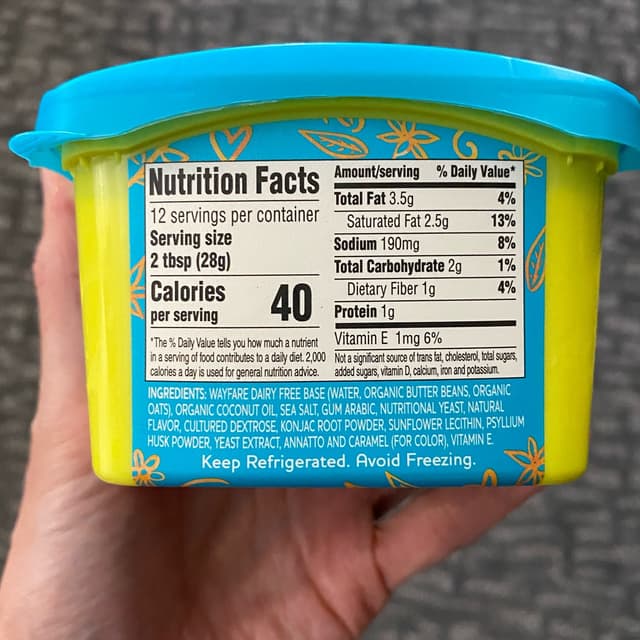 Nutrition Facts
12 servings per container
Serving size
2 tbsp (28g)
Calories
per serving 40
*The % Daily Value tells you how much a nutrient
in a serving of food contributes to a daily diet. 2,000
calories a day is used for general nutrition advice.
Amount/serving % Daily Value*
Total Fat 3.5g 4%
Saturated Fat 2.5g 13%
Sodium 190mg 8%
Total Carbohydrate 2g 1%
Dietary Fiber 1g 4%
Protein 1g
Vitamin E 1mg 6%
Not a significant source of trans fat, cholesterol, total sugars,
added sugars, vitamin D, calcium, iron and potassium.
INGREDIENTS: WAYFARE DAIRY FREE BASE (WATER, ORGANIC BUTTER BEANS, ORGANIC
OATS), ORGANIC COCONUT OIL, SEA SALT, GUM ARABIC, NUTRITIONAL YEAST, NATURAL
FLAVOR, CULTURED DEXTROSE, KONJAC ROOT POWDER, SUNFLOWER LECITHIN, PSYLLIUM
HUSK POWDER, YEAST EXTRACT, ANNATTO AND CARAMEL (FOR COLOR), VITAMIN E.
Keep Refrigerated. Avoid Freezing.